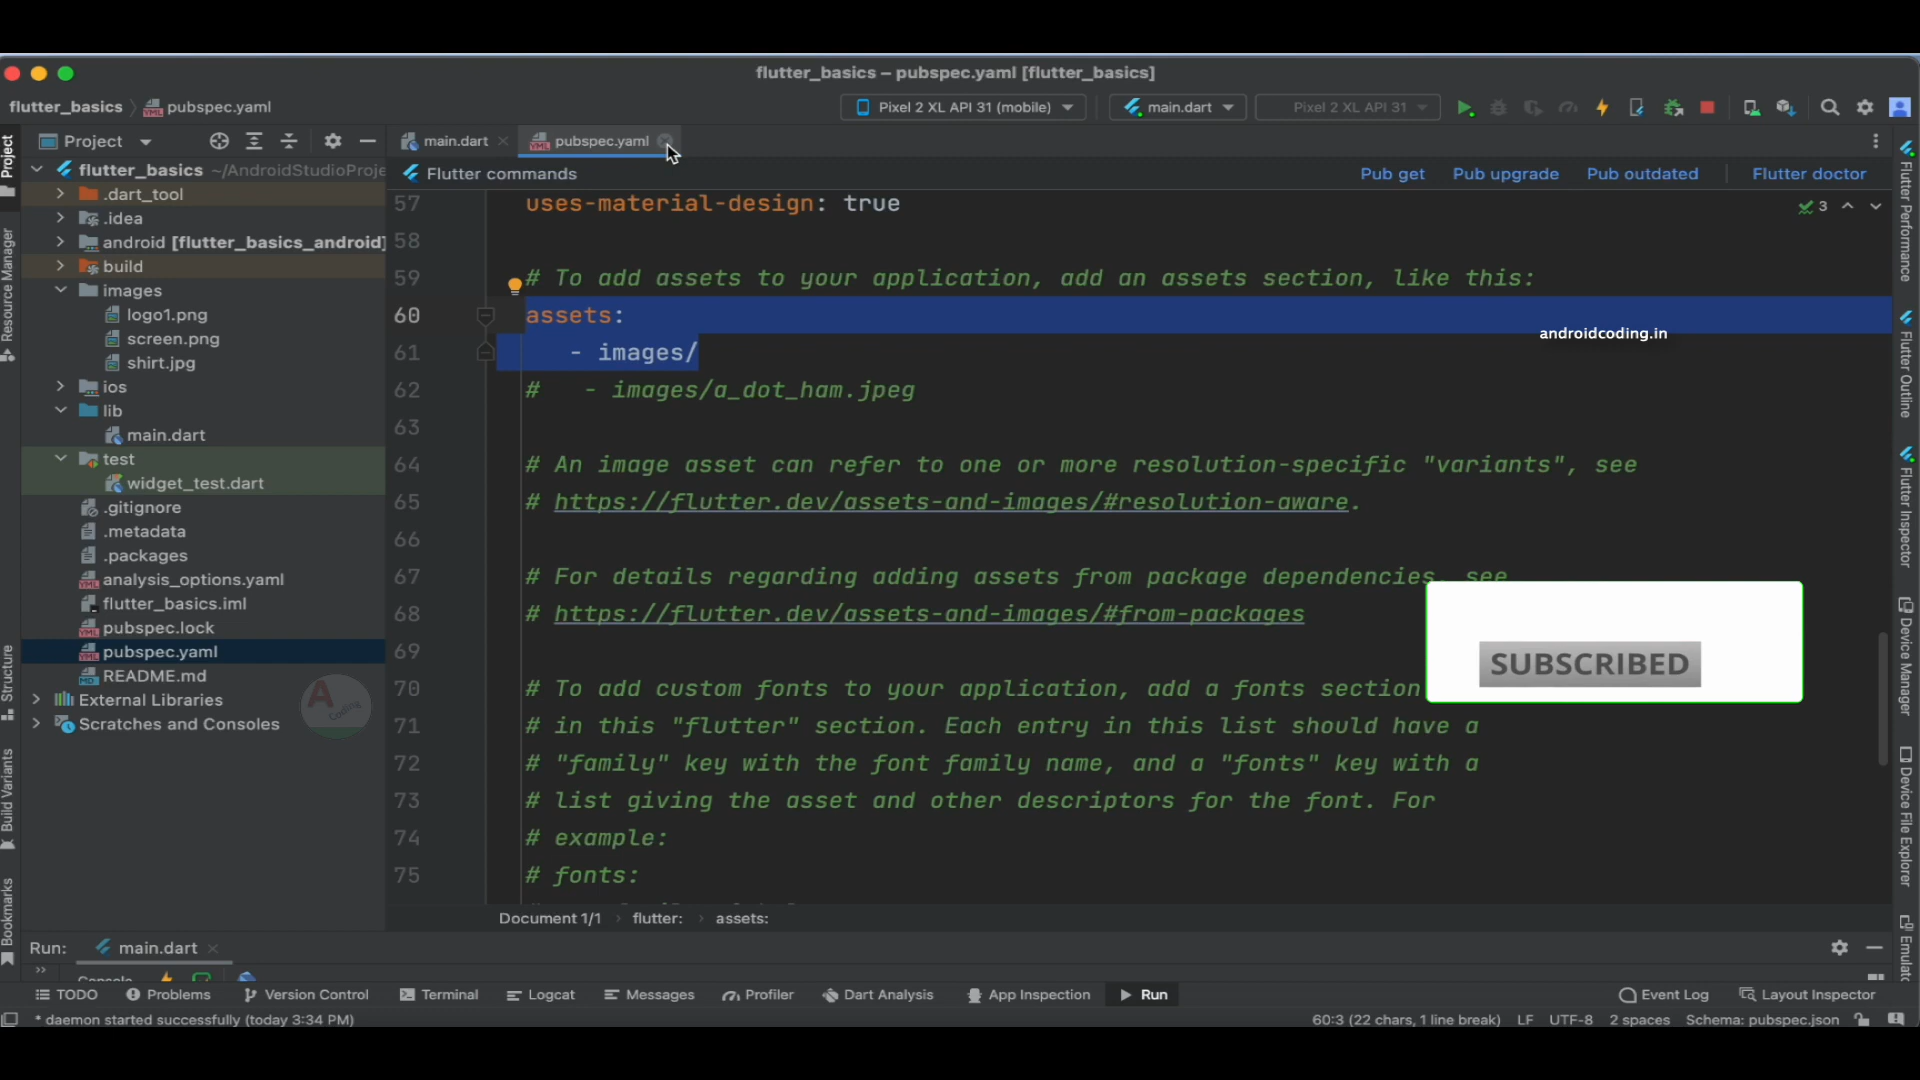 flutter_basics – pubspec.yaml [flutter_basics]
flutter_basics
pubspec.yaml
Pixel 2 XL API 31 (mobile)
main.dart
Pixel 2 XL API 31
Project
main.dart
pubspec.yaml
Flutter commands
Pub get
Pub upgrade
Pub outdated
Flutter doctor
Project
Resource Manager
Structure
Build Variants
Bookmarks
flutter_basics ~/AndroidStudioProje
.dart_tool
.idea
android [flutter_basics_android]
build
images
logo1.png
screen.png
shirt.jpg
ios
lib
main.dart
test
widget_test.dart
.gitignore
.metadata
.packages
analysis_options.yaml
flutter_basics.iml
pubspec.lock
pubspec.yaml
README.md
External Libraries
Scratches and Consoles
A
Coding
57 uses-material-design: true
3
58
59 # To add assets to your application, add an assets section, like this:
60 assets:
androidcoding.in
61 - images/
62 # - images/a_dot_ham.jpeg
63
64 # An image asset can refer to one or more resolution-specific "variants", see
65 # https://flutter.dev/assets-and-images/#resolution-aware.
66
67 # For details regarding adding assets from package dependencies, see
68 # https://flutter.dev/assets-and-images/#from-packages
69
SUBSCRIBED
70 # To add custom fonts to your application, add a fonts section
71 # in this "flutter" section. Each entry in this list should have a
72 # "family" key with the font family name, and a "fonts" key with a
73 # list giving the asset and other descriptors for the font. For
74 # example:
75 # fonts:
Document 1/1 › flutter: › assets:
Flutter Performance
Flutter Outline
Flutter Inspector
Device Manager
Device File Explorer
Emulato
Run:
main.dart
Console
TODO
Problems
Version Control
Terminal
Logcat
Messages
Profiler
Dart Analysis
App Inspection
Run
Event Log
Layout Inspector
* daemon started successfully (today 3:34 PM)
60:3 (22 chars, 1 line break)
LF
UTF-8
2 spaces
Schema: pubspec.json